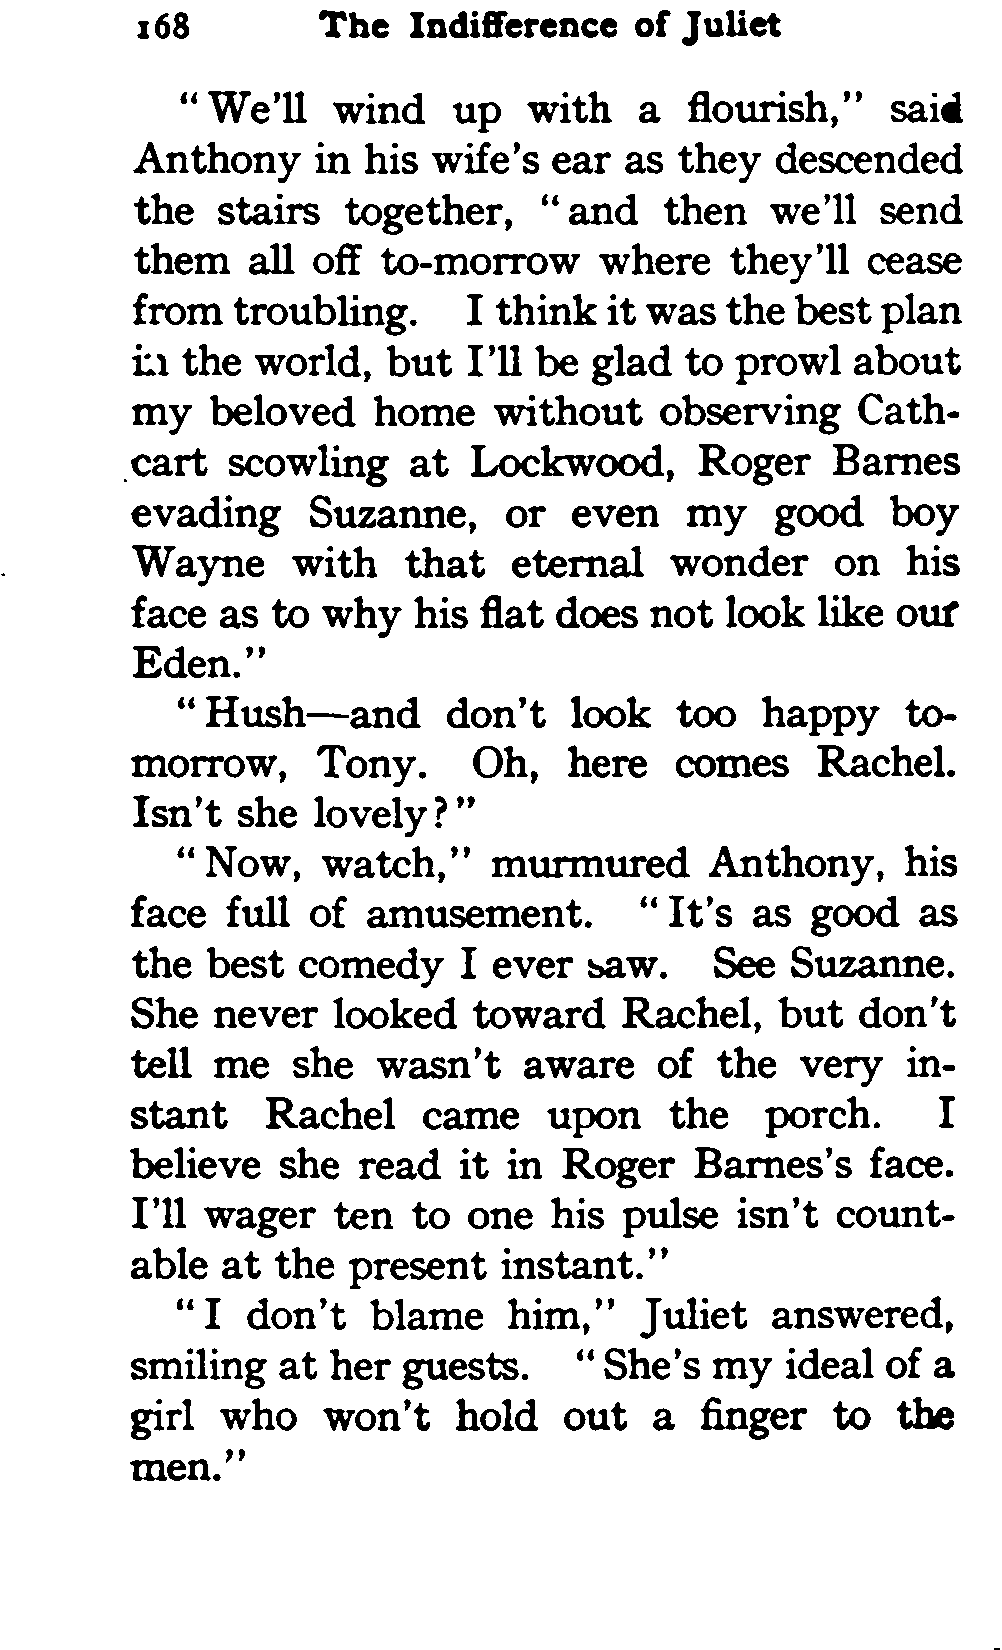 168 The Indifference of Juliet
"We'll wind up with a flourish," said
Anthony in his wife's ear as they descended
the stairs together, "and then we'll send
them all off to-morrow where they'll cease
from troubling. I think it was the best plan
in the world, but I'll be glad to prowl about
my beloved home without observing Cath-
cart scowling at Lockwood, Roger Barnes
evading Suzanne, or even my good boy
Wayne with that eternal wonder on his
face as to why his flat does not look like our
Eden."
"Hush—and don't look too happy to-
morrow, Tony. Oh, here comes Rachel.
Isn't she lovely?"
"Now, watch," murmured Anthony, his
face full of amusement. "It's as good as
the best comedy I ever saw. See Suzanne.
She never looked toward Rachel, but don't
tell me she wasn't aware of the very in-
stant Rachel came upon the porch. I
believe she read it in Roger Barnes's face.
I'll wager ten to one his pulse isn't count-
able at the present instant."
"I don't blame him," Juliet answered,
smiling at her guests. "She's my ideal of a
girl who won't hold out a finger to the
men."